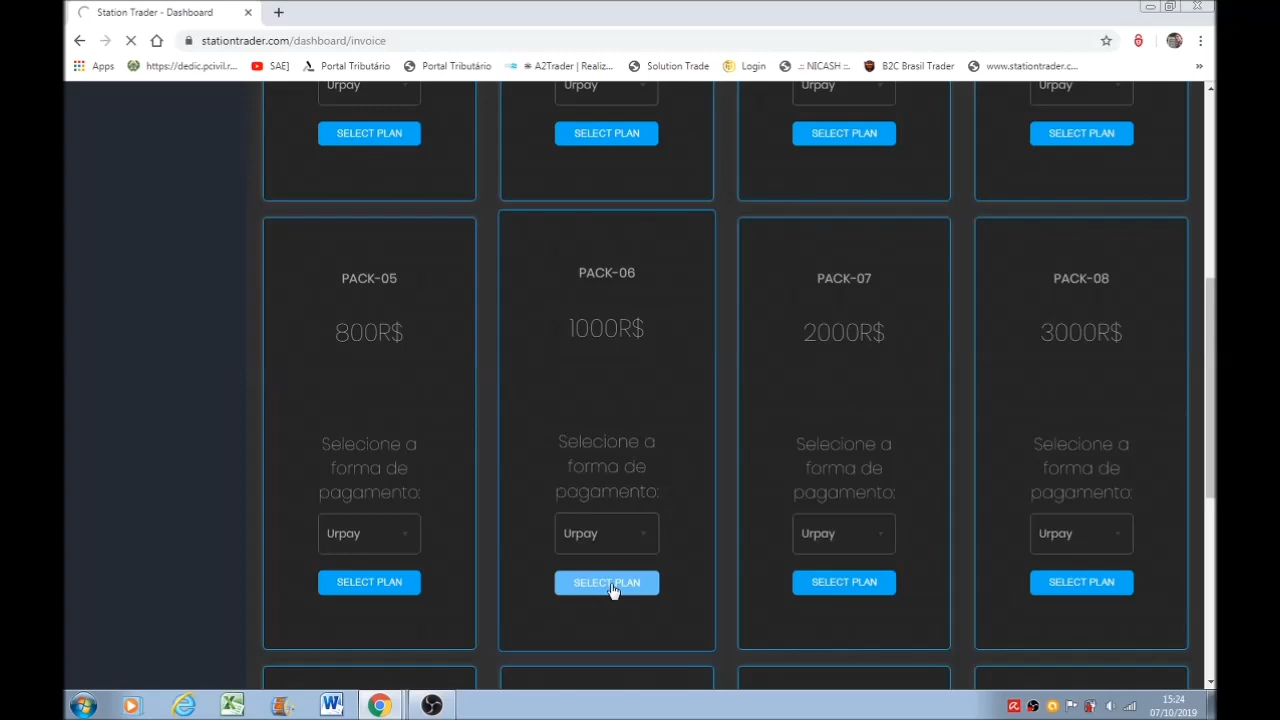 Station Trader - Dashboard
stationtrader.com/dashboard/invoice
Apps https://dedic.pcivil.r... SAEJ Portal Tributário Portal Tributário A2Trader | Realiz... Solution Trade Login .:: NICASH ::. B2C Brasil Trader www.stationtrader.c... »
Urpay Urpay Urpay Urpay
SELECT PLAN SELECT PLAN SELECT PLAN SELECT PLAN
PACK-05 PACK-06 PACK-07 PACK-08
800R$ 1000R$ 2000R$ 3000R$
Selecione a Selecione a Selecione a Selecione a
forma de forma de forma de forma de
pagamento: pagamento: pagamento: pagamento:
Urpay Urpay Urpay Urpay
SELECT PLAN SELECT PLAN SELECT PLAN SELECT PLAN
15:24
07/10/2019